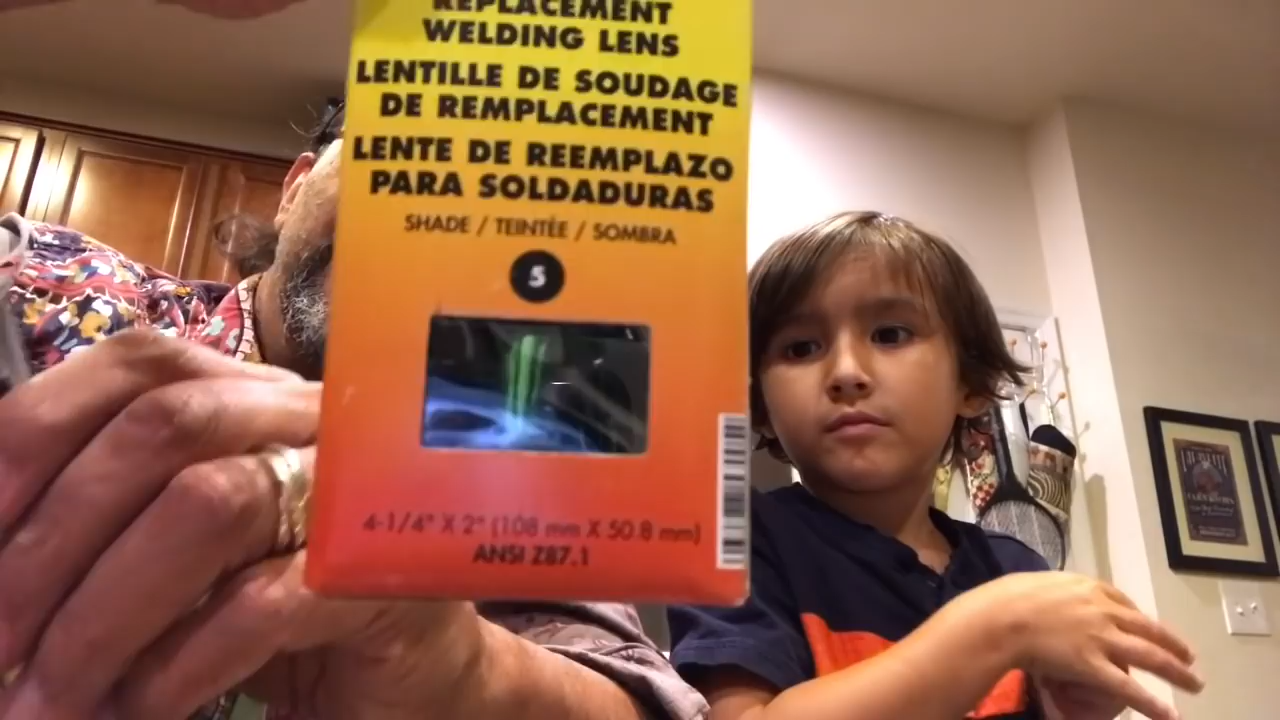 REPLACEMENT
WELDING LENS
LENTILLE DE SOUDAGE
DE REMPLACEMENT
LENTE DE REEMPLAZO
PARA SOLDADURAS
SHADE / TEINTÉE / SOMBRA
5
4-1/4" X 2" (108 mm X 50.8 mm)
ANSI Z87.1